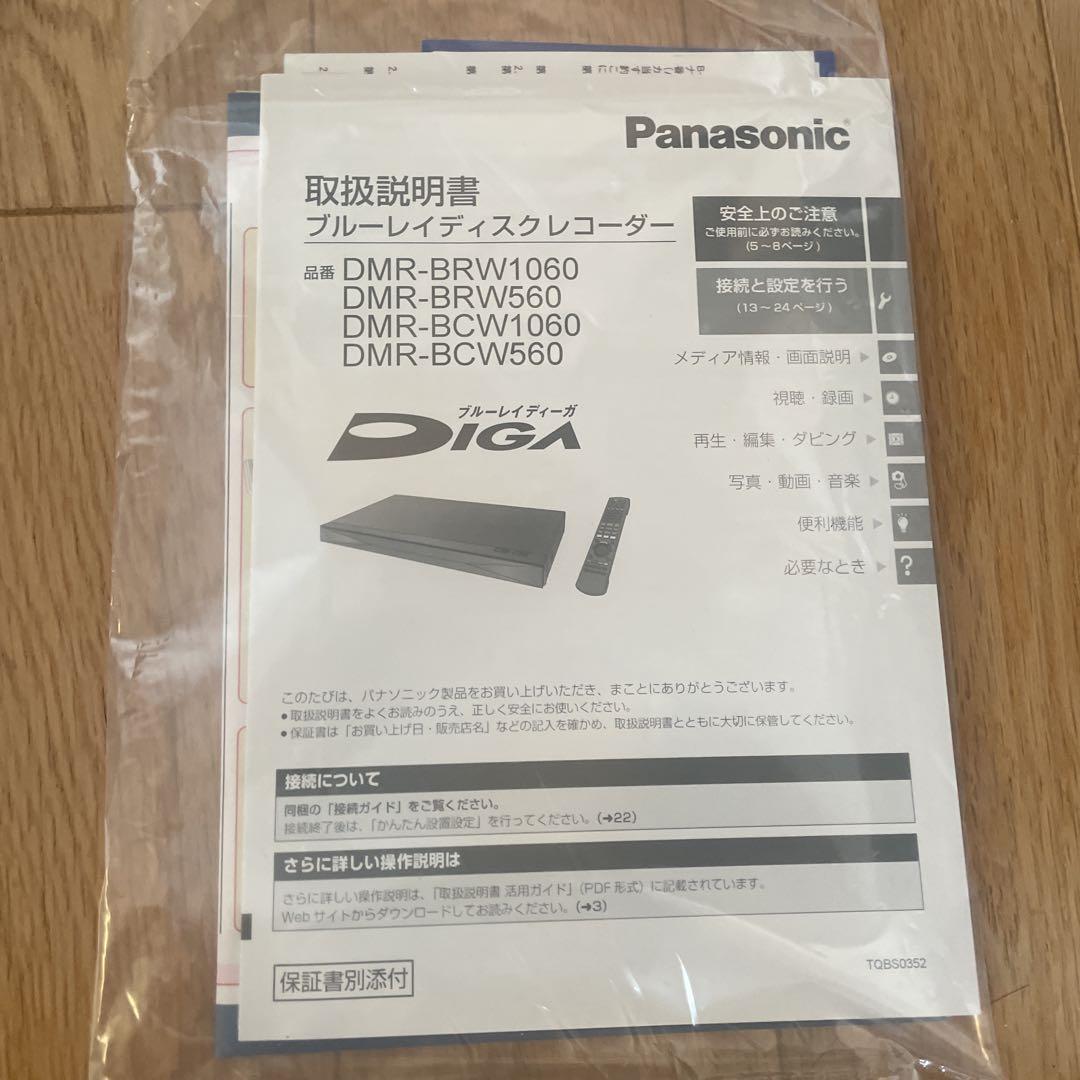 Panasonic®
取扱説明書
ブルーレイディスクレコーダー
品番 DMR-BRW1060
DMR-BRW560
DMR-BCW1060
DMR-BCW560
ブルーレイディーガ
DIGA
安全上のご注意
ご使用前に必ずお読みください。
(5～8ページ)
接続と設定を行う
(13～24ページ)
メディア情報・画面説明
視聴・録画
再生・編集・ダビング
写真・動画・音楽
便利機能
必要なとき
?
このたびは、パナソニック製品をお買い上げいただき、まことにありがとうございます。
●取扱説明書をよくお読みのうえ、正しく安全にお使いください。
●保証書は「お買い上げ日・販売店名」などの記入を確かめ、取扱説明書とともに大切に保管してください。
接続について
同梱の「接続ガイド」をご覧ください。
接続終了後は、「かんたん設置設定」を行ってください。(➔22)
さらに詳しい操作説明は
さらに詳しい操作説明は、「取扱説明書 活用ガイド」(PDF 形式)に記載されています。
Web サイトからダウンロードしてお読みください。(➔3)
保証書別添付
TQBS0352